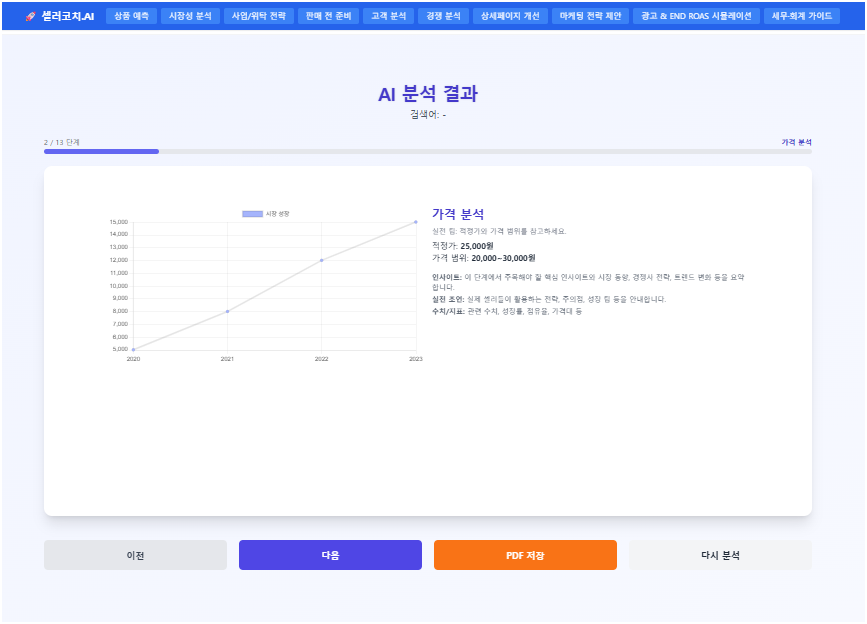 🚀 셀러코치.AI 상품 예측 시장성 분석 사업/위탁 전략 판매 전 준비 고객 분석 경쟁 분석 상세페이지 개선 마케팅 전략 제안 광고 & END ROAS 시뮬레이션 세무·회계 가이드
AI 분석 결과
검색어: -
2 / 13 단계
가격 분석
시장 성장
15,000
14,000
13,000
12,000
11,000
10,000
9,000
8,000
7,000
6,000
5,000
2020 2021 2022 2023
가격 분석
실전 팁: 적정가와 가격 범위를 참고하세요.
적정가: 25,000원
가격 범위: 20,000~30,000원
인사이트: 이 단계에서 주목해야 할 핵심 인사이트와 시장 동향, 경쟁사 전략, 트렌드 변화 등을 요약
합니다.
실전 조언: 실제 셀러들이 활용하는 전략, 주의점, 성장 팁 등을 안내합니다.
수치/지표: 관련 수치, 성장률, 점유율, 가격대 등
이전 다음 PDF 저장 다시 분석